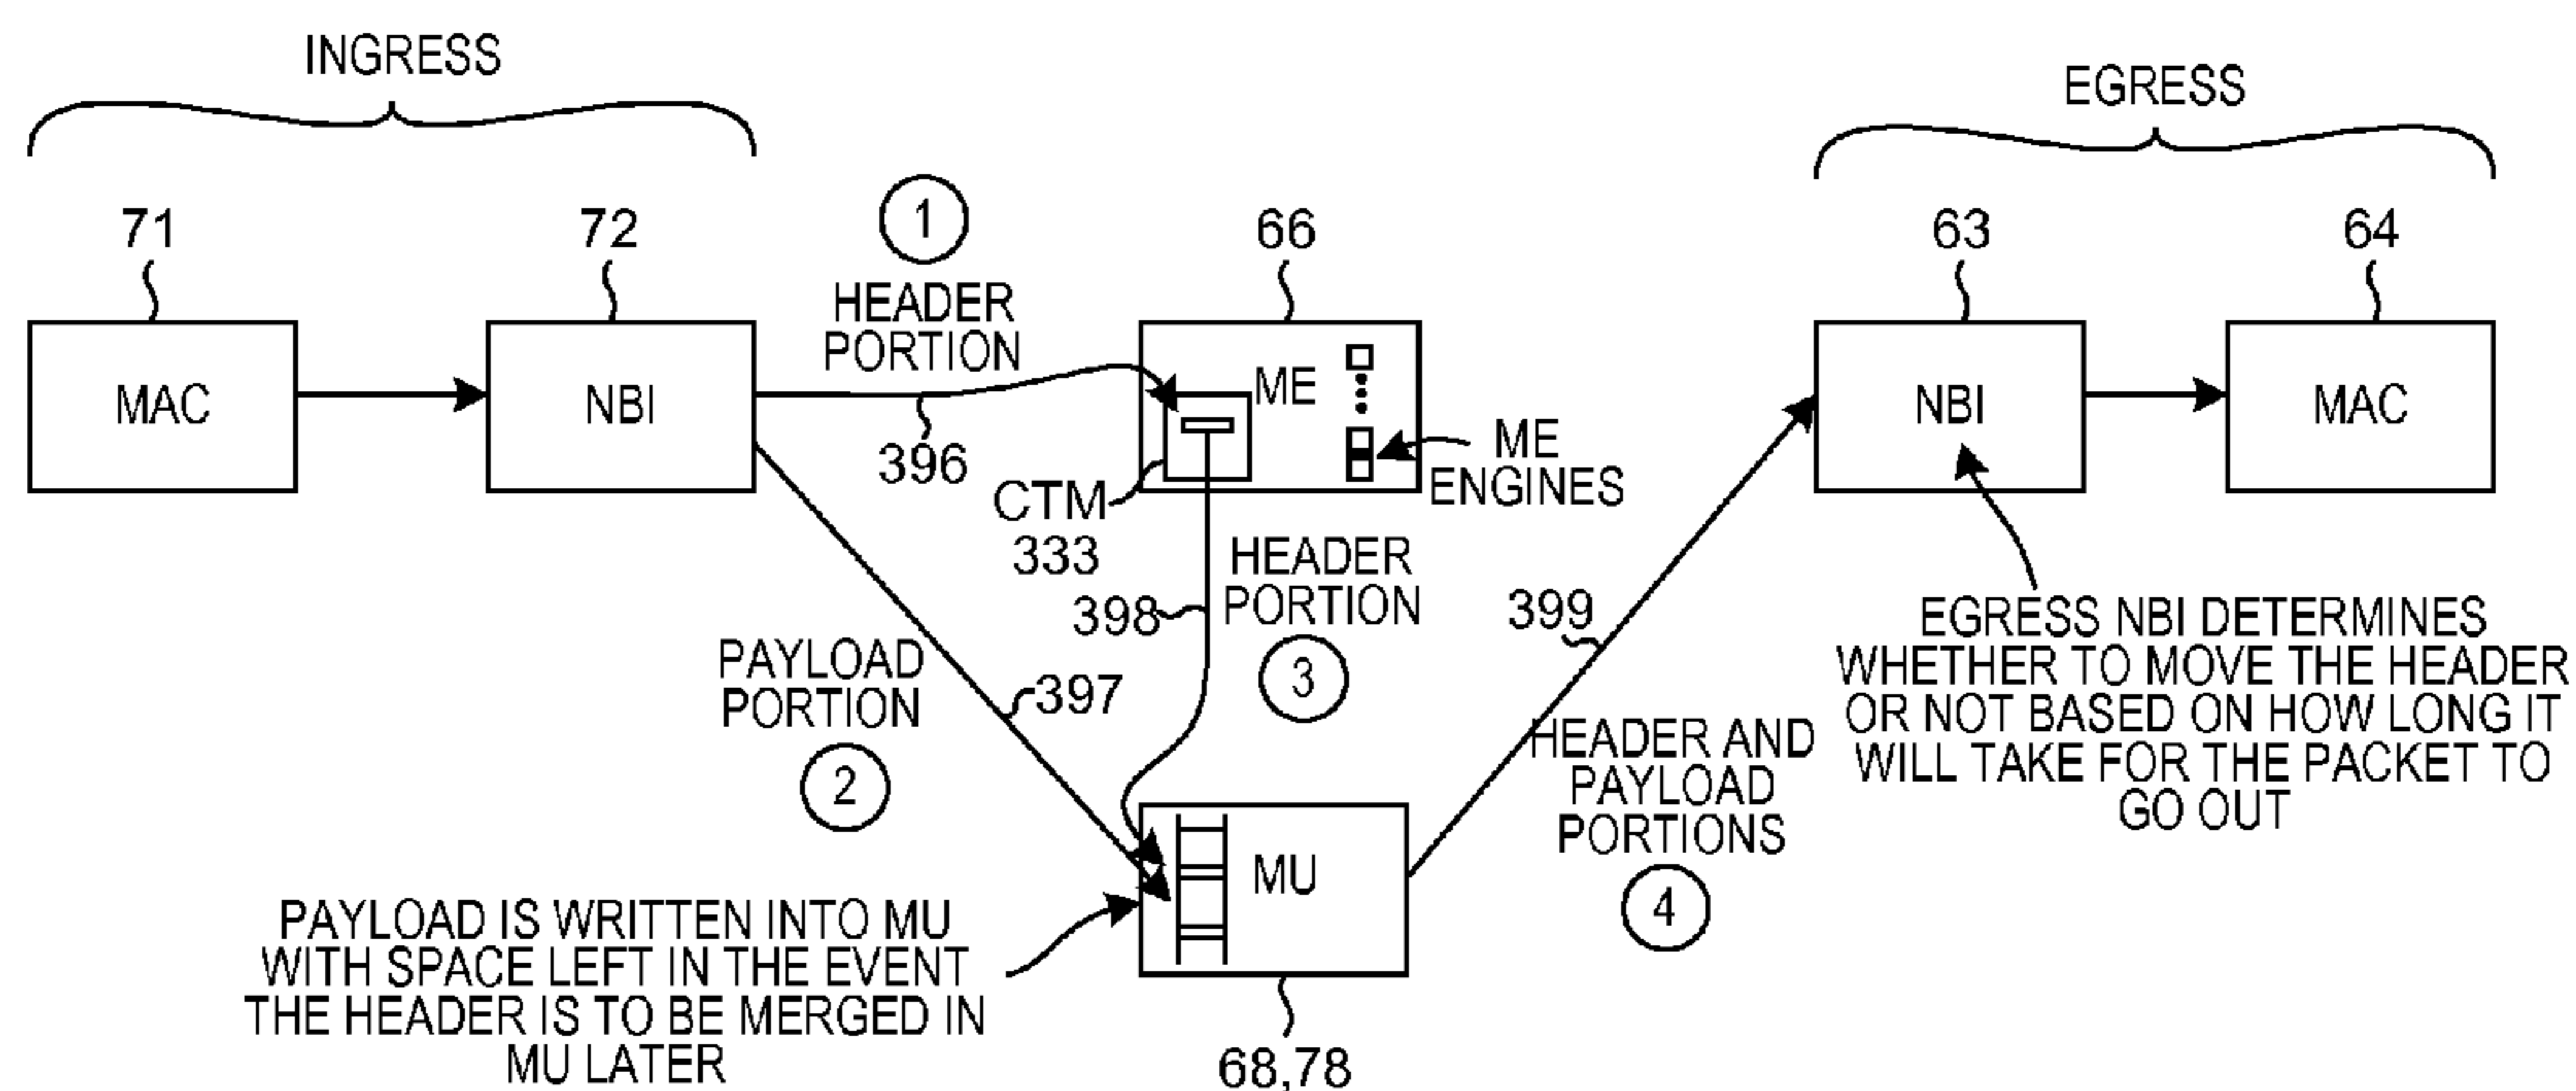 INGRESS
EGRESS
71
72
1
HEADER
PORTION
66
63
64
MAC
NBI
396
ME
CTM
333
ME
ENGINES
NBI
MAC
398
HEADER
PORTION
3
399
PAYLOAD
PORTION
2
397
EGRESS NBI DETERMINES
WHETHER TO MOVE THE HEADER
OR NOT BASED ON HOW LONG IT
WILL TAKE FOR THE PACKET TO
GO OUT
HEADER AND
PAYLOAD
PORTIONS
4
MU
PAYLOAD IS WRITTEN INTO MU
WITH SPACE LEFT IN THE EVENT
THE HEADER IS TO BE MERGED IN
MU LATER
68,78